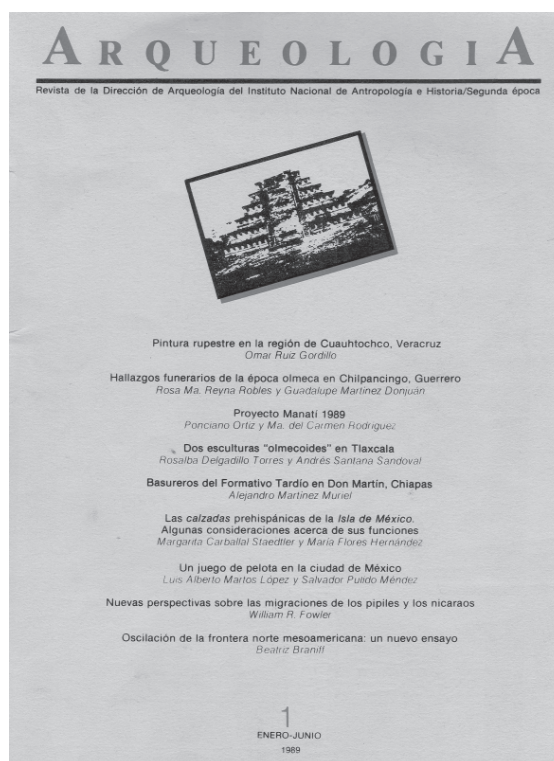 ARQUEOLOGIA
Revista de la Dirección de Arqueología del Instituto Nacional de Antropología e Historia/Segunda época
Pintura rupestre en la región de Cuauhtochco, Veracruz
Omar Ruiz Gordillo
Hallazgos funerarios de la época olmeca en Chilpancingo, Guerrero
Rosa Ma. Reyna Robles y Guadalupe Martínez Donjuán
Proyecto Manatí 1989
Ponciano Ortiz y Ma. del Carmen Rodríguez
Dos esculturas "olmecoides" en Tlaxcala
Rosalba Delgadillo Torres y Andrés Santana Sandoval
Basureros del Formativo Tardío en Don Martín, Chiapas
Alejandro Martínez Muriel
Las calzadas prehispánicas de la Isla de México.
Algunas consideraciones acerca de sus funciones
Margarita Carballal Staedtler y María Flores Hernández
Un juego de pelota en la ciudad de México
Luis Alberto Martos López y Salvador Pulido Méndez
Nuevas perspectivas sobre las migraciones de los pipiles y los nicaraos
William R. Fowler
Oscilación de la frontera norte mesoamericana: un nuevo ensayo
Beatriz Braniff
1
ENERO-JUNIO
1989